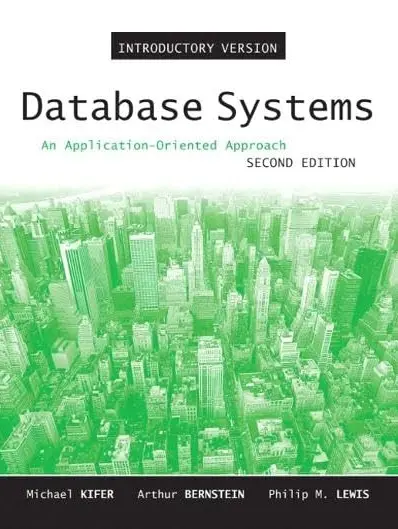 INTRODUCTORY VERSION
Database Systems
An Application-Oriented Approach
SECOND EDITION
Michael KIFER Arthur BERNSTEIN Philip M. LEWIS